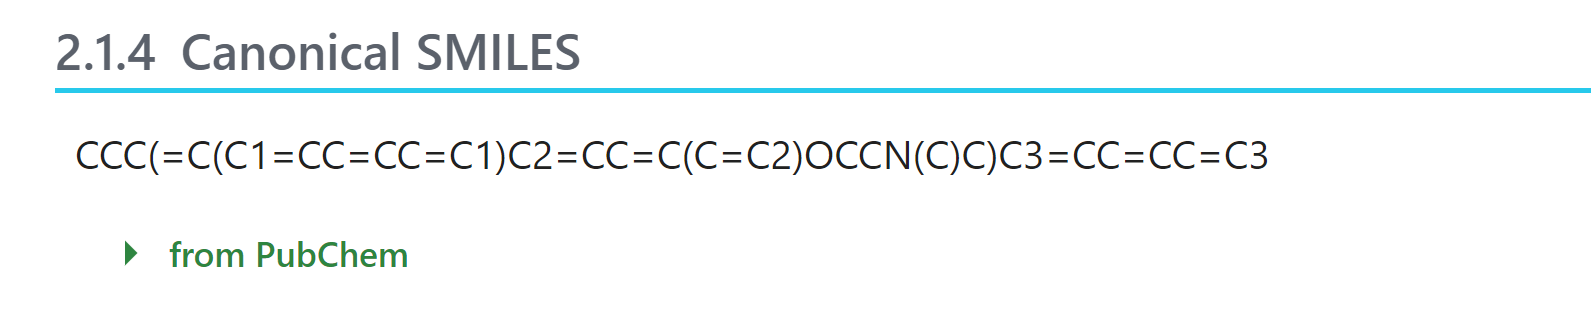 2.1.4 Canonical SMILES
CCC(=C(C1=CC=CC=C1)C2=CC=C(C=C2)OCCN(C)C)C3=CC=CC=C3
from PubChem